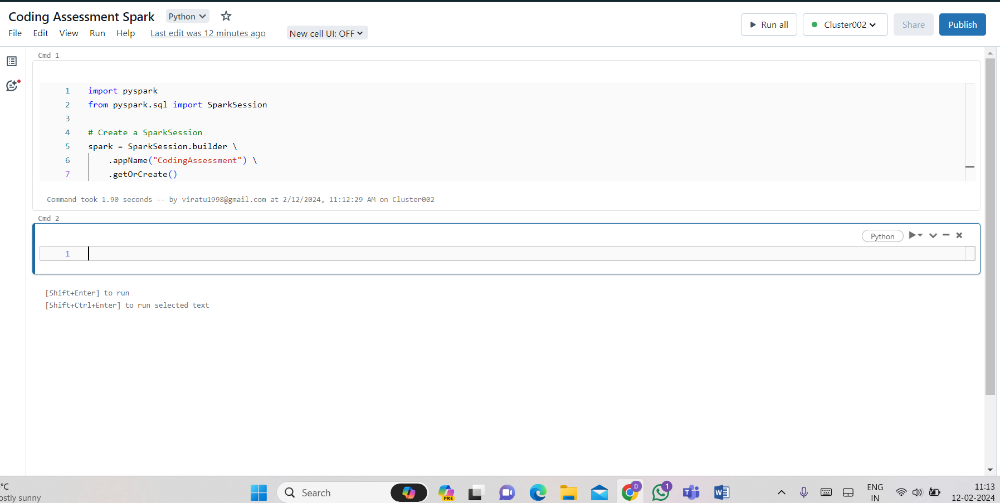 Coding Assessment Spark Python
File Edit View Run Help Last edit was 12 minutes ago New cell UI: OFF
Run all Cluster002 Share Publish
Cmd 1
1 import pyspark
2 from pyspark.sql import SparkSession
3
4 # Create a SparkSession
5 spark = SparkSession.builder \
6 .appName("CodingAssessment") \
7 .getOrCreate()
Command took 1.90 seconds -- by viratu1998@gmail.com at 2/12/2024, 11:12:29 AM on Cluster002
Cmd 2
Python
1
[Shift+Enter] to run
[Shift+Ctrl+Enter] to run selected text
°C
ostly sunny
Search
PRE
D
1
ENG
IN
11:13
12-02-2024